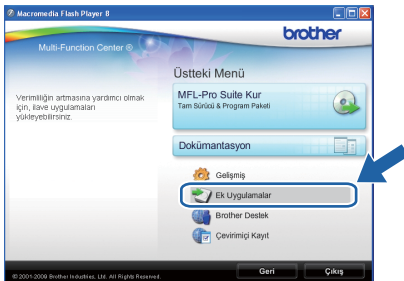 Macromedia Flash Player 8
brother
Multi-Function Center ®
Üstteki Menü
Verimliliğin artmasına yardımcı olmak
için, ilave uygulamaları
yükleyebilirsiniz.
MFL-Pro Suite Kur
Tam Sürücü & Program Paketi
Dokümantasyon
Gelişmiş
Ek Uygulamalar
Brother Destek
Çevirimiçi Kayıt
© 2001-2009 Brother Industries, Ltd. All Rights Reserved.
Geri
Çıkış